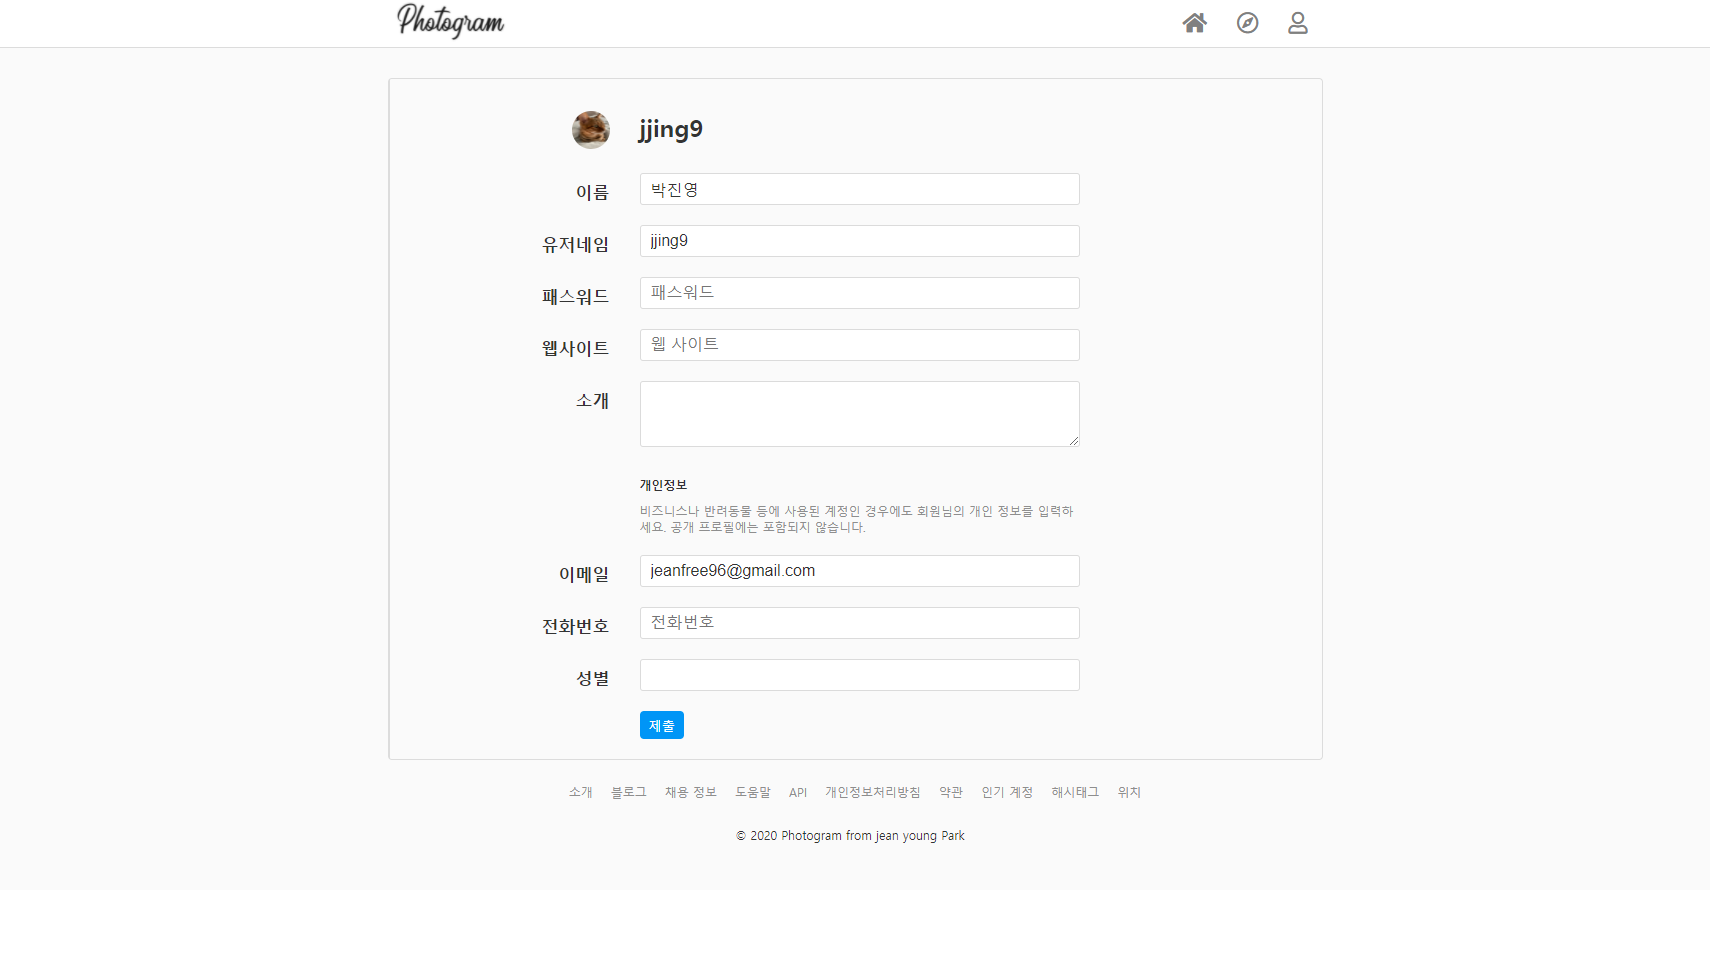 Photogram
jjing9
이름 박진영
유저네임 jjing9
패스워드 패스워드
웹사이트 웹 사이트
소개
개인정보
비즈니스나 반려동물 등에 사용된 계정인 경우에도 회원님의 개인 정보를 입력하
세요. 공개 프로필에는 포함되지 않습니다.
이메일 jeanfree96@gmail.com
전화번호 전화번호
성별
제출
소개 블로그 채용 정보 도움말 API 개인정보처리방침 약관 인기 계정 해시태그 위치
© 2020 Photogram from jean young Park